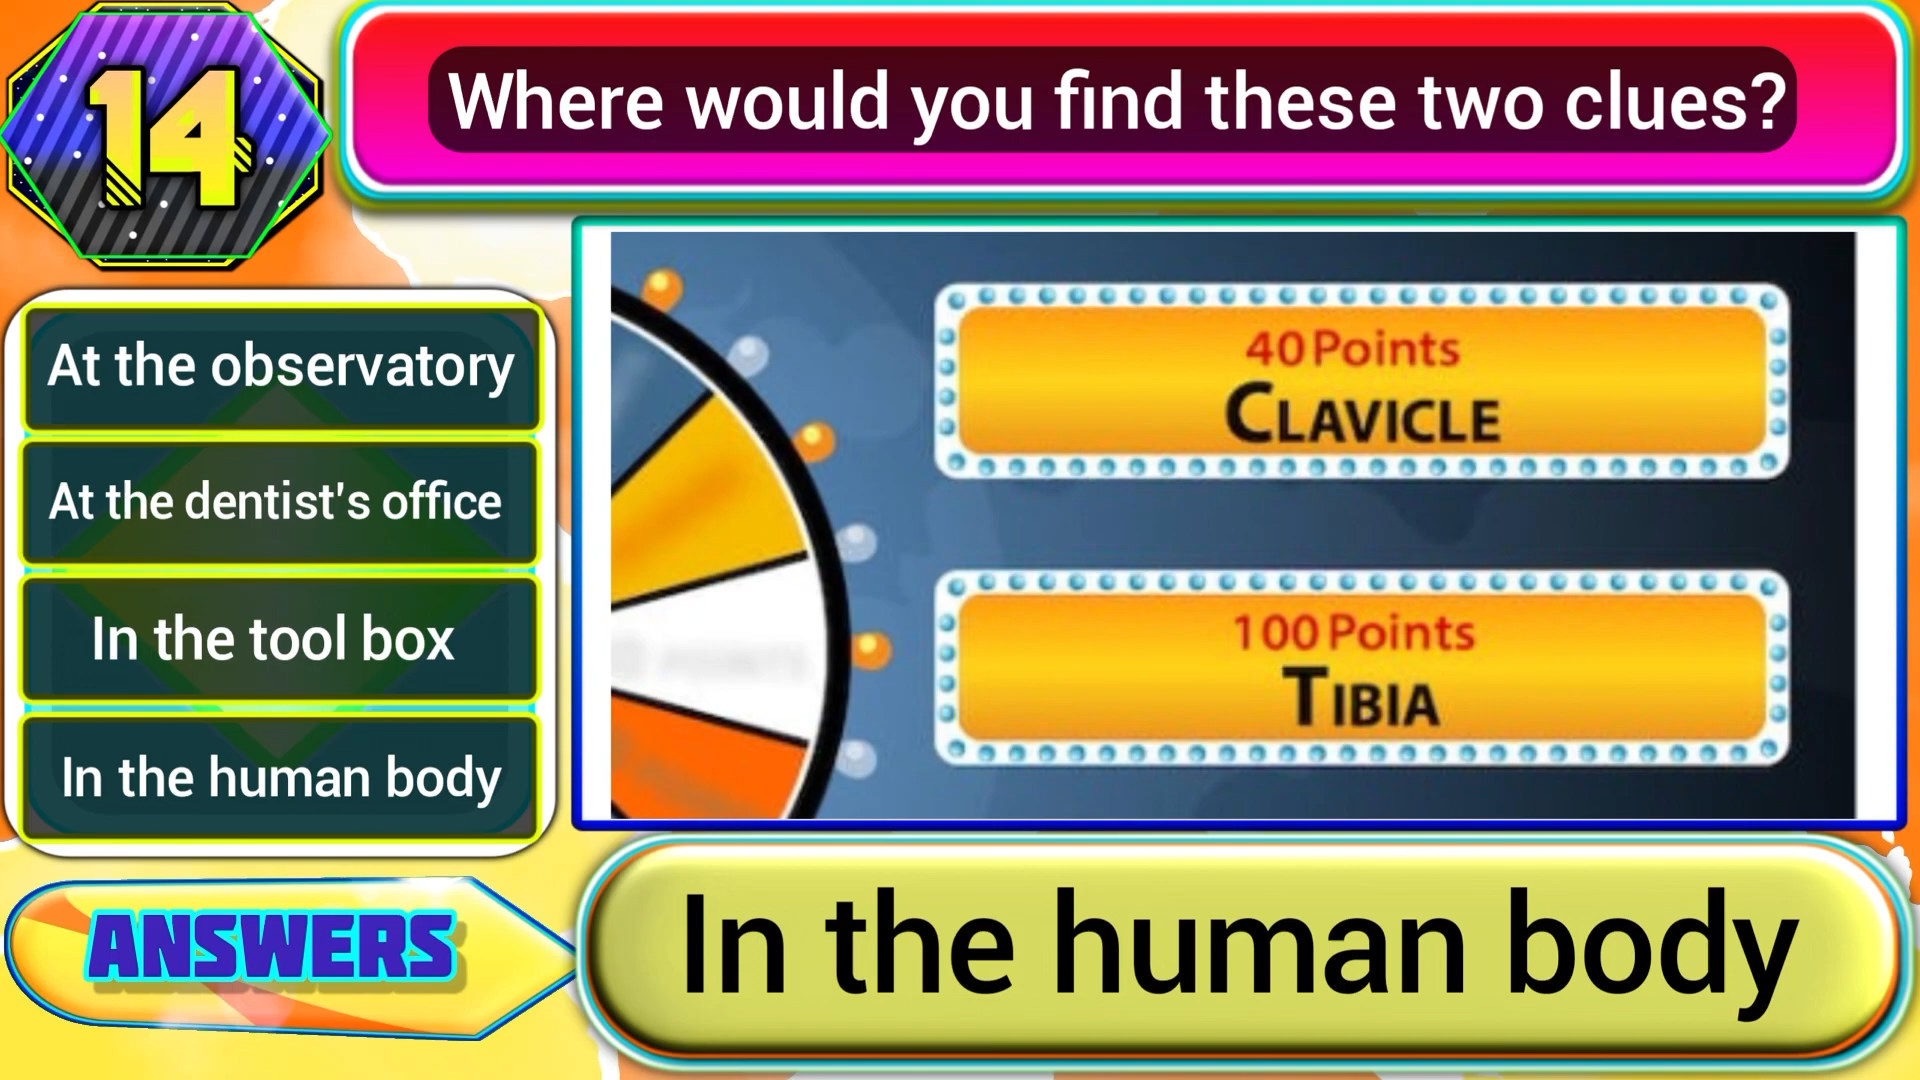 14
Where would you find these two clues?
At the observatory
At the dentist's office
In the tool box
In the human body
40 Points
CLAVICLE
100 Points
TIBIA
ANSWERS
In the human body